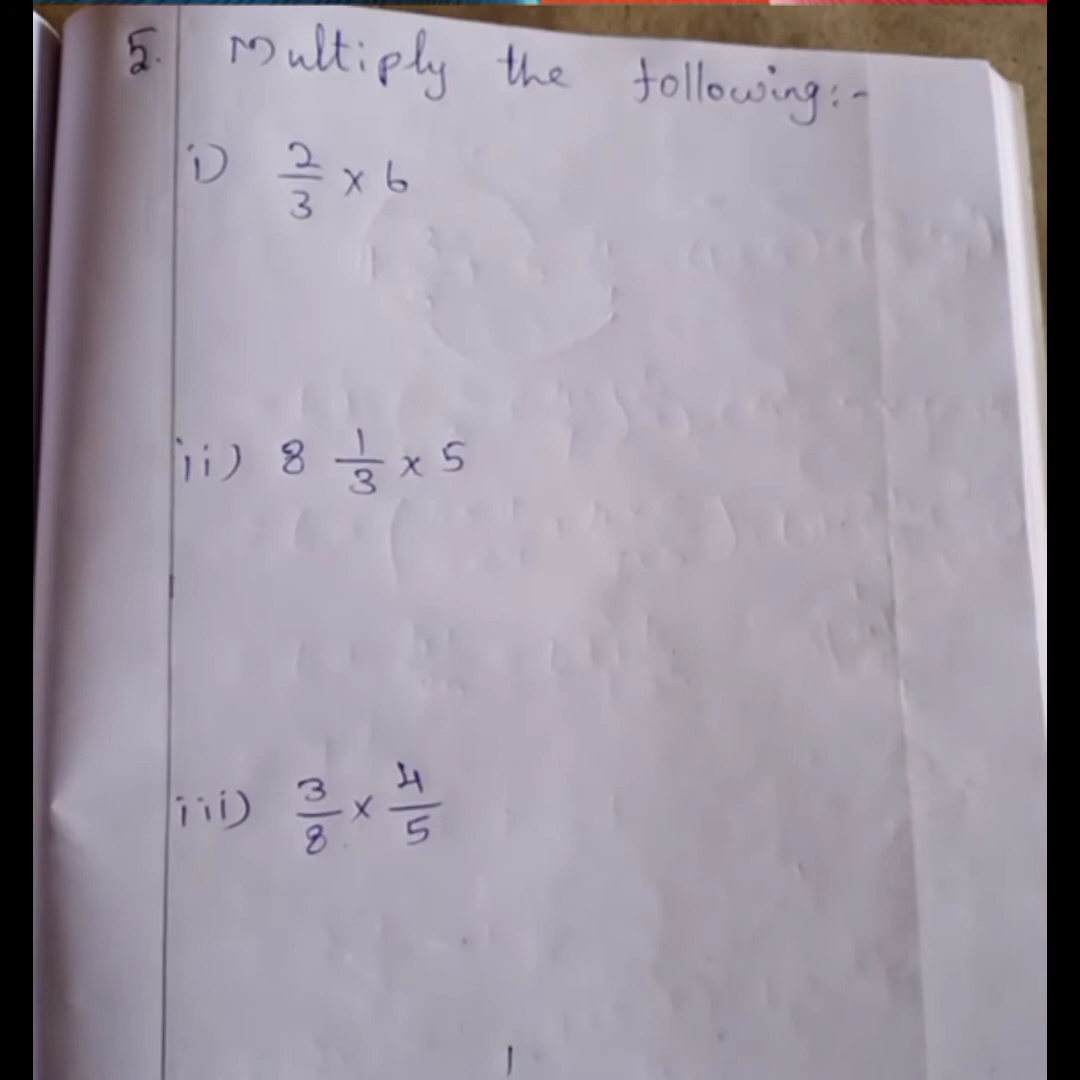 5. Multiply the following:-
i) 2/3 × 6
ii) 8 1/3 × 5
iii) 3/8 × 4/5